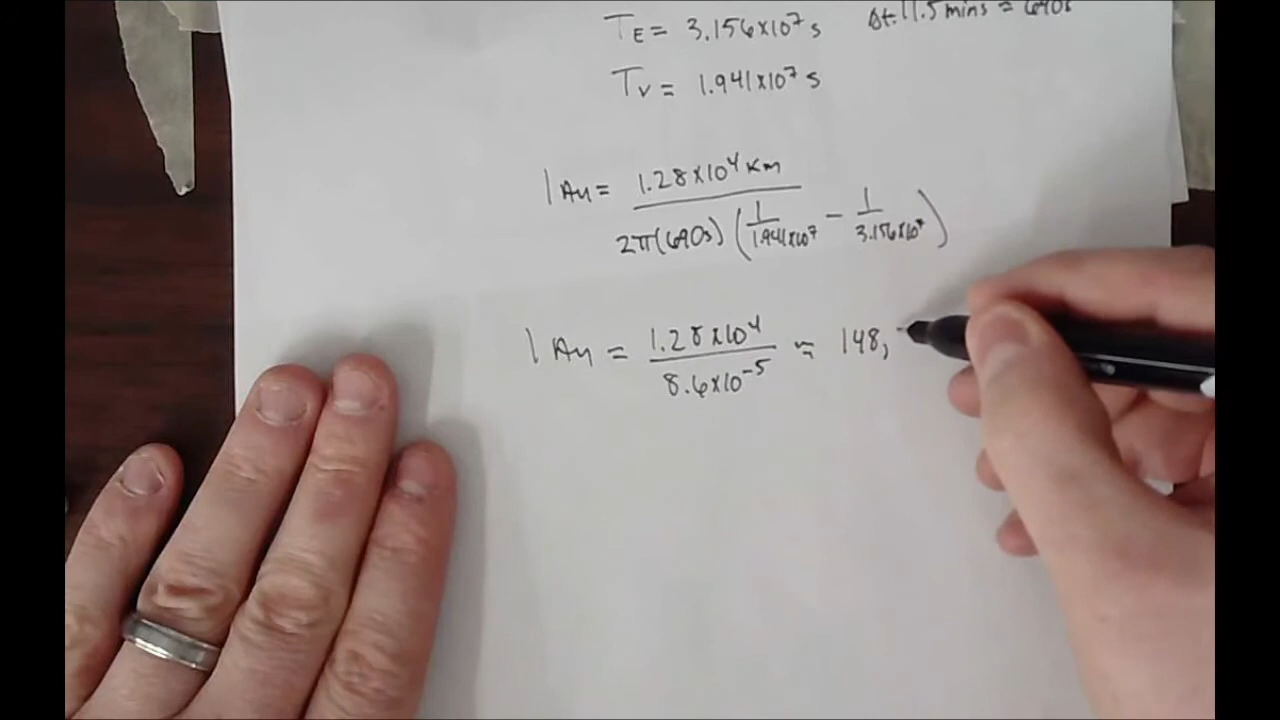 T_E = 3.156x10^7 s Δt: 11.5 mins = 690s
T_V = 1.941x10^7 s
1 Au = 1.28x10^4 Km / 2π(690s) (1/1.941x10^7 - 1/3.156x10^7)
1 Au = 1.28x10^4 / 8.6x10^-5 ≈ 148,